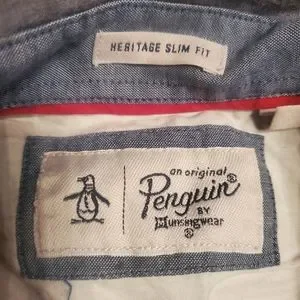 HERITAGE SLIM FIT
an original
Penguin®
BY
Munsingwear
®